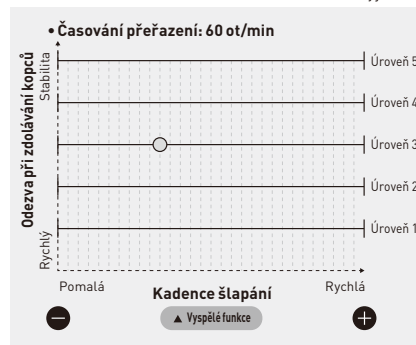 • Časování přeřazení: 60 ot/min
Odezva při zdolávání kopců
Stabilita
Rychlý
Úroveň 5
Úroveň 4
Úroveň 3
Úroveň 2
Úroveň 1
Pomalá
Kadence šlapání
Rychlá
▲ Vyspělé funkce